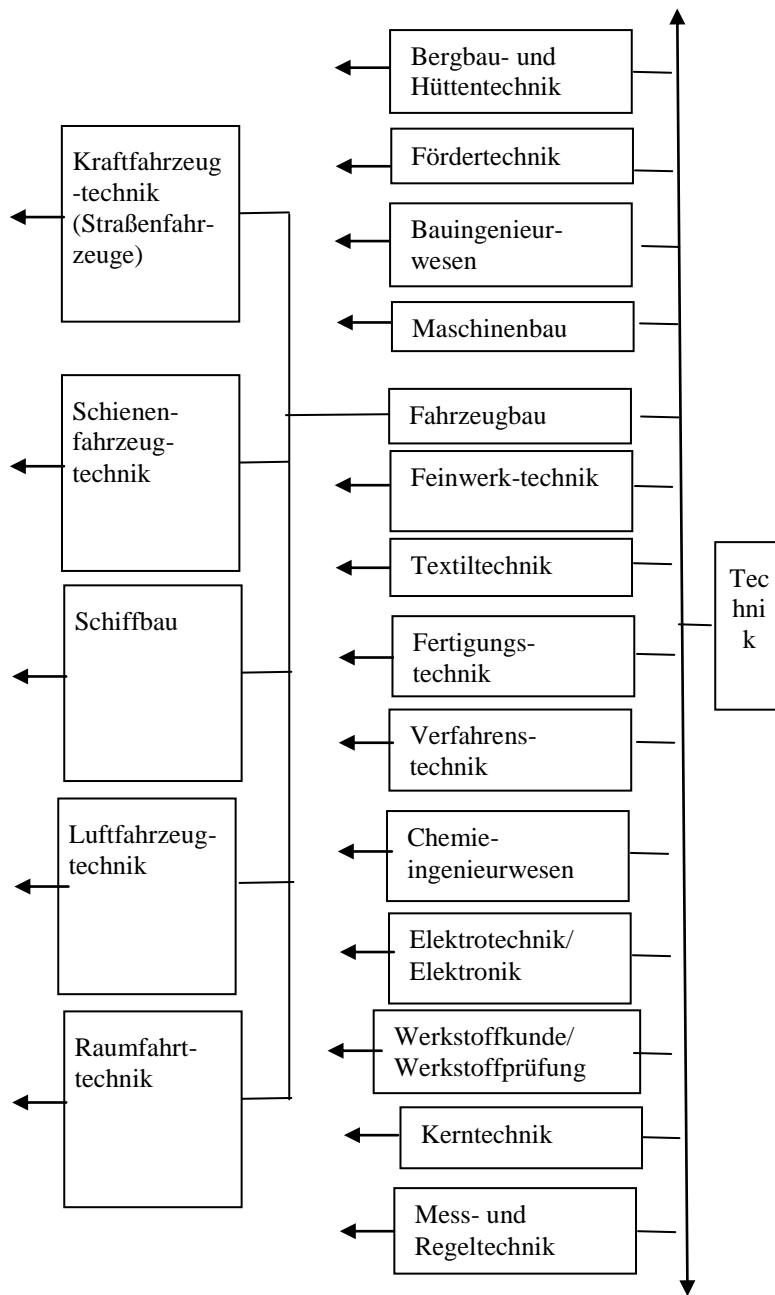 Kraftfahrzeug
-technik
(Straßenfahr-
zeuge)
Schienen-
fahrzeug-
technik
Schiffbau
Luftfahrzeug-
technik
Raumfahrt-
technik
Bergbau- und
Hüttentechnik
Fördertechnik
Bauingenieur-
wesen
Maschinenbau
Fahrzeugbau
Feinwerk-technik
Textiltechnik
Fertigungs-
technik
Verfahrens-
technik
Chemie-
ingenieurwesen
Elektrotechnik/
Elektronik
Werkstoffkunde/
Werkstoffprüfung
Kerntechnik
Mess- und
Regeltechnik
Tec
hni
k